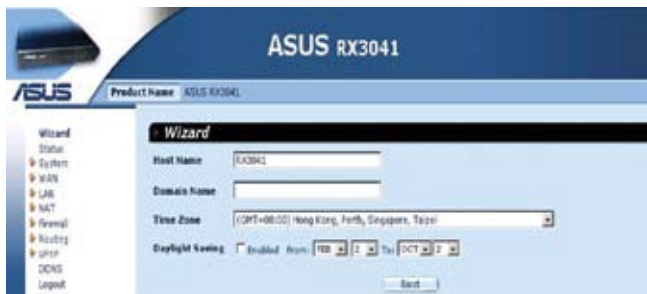 ASUS RX3041
ASUS
Product Name ASUS RX3041
Wizard
Status
System
WAN
LAN
NAT
Firewall
Routing
UPnP
DDNS
Logout
Wizard
Host Name RX3041
Domain Name
Time Zone (GMT+08:00) Hong Kong, Perth, Singapore, Taipei
Daylight Saving Enabled From: FEB 2 To: OCT 2
Next